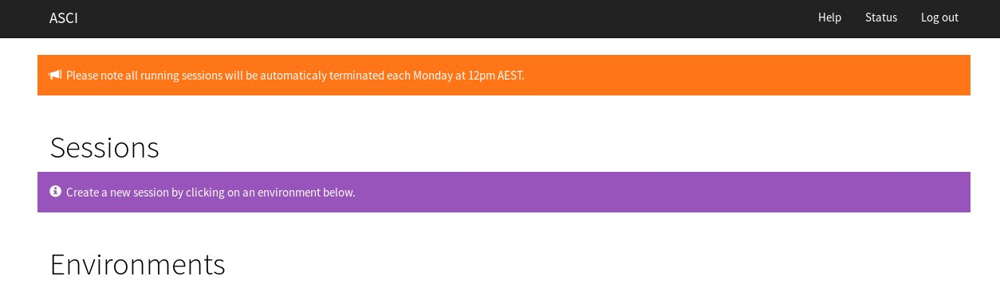 ASCI
Help Status Log out
Please note all running sessions will be automaticaly terminated each Monday at 12pm AEST.
Sessions
Create a new session by clicking on an environment below.
Environments